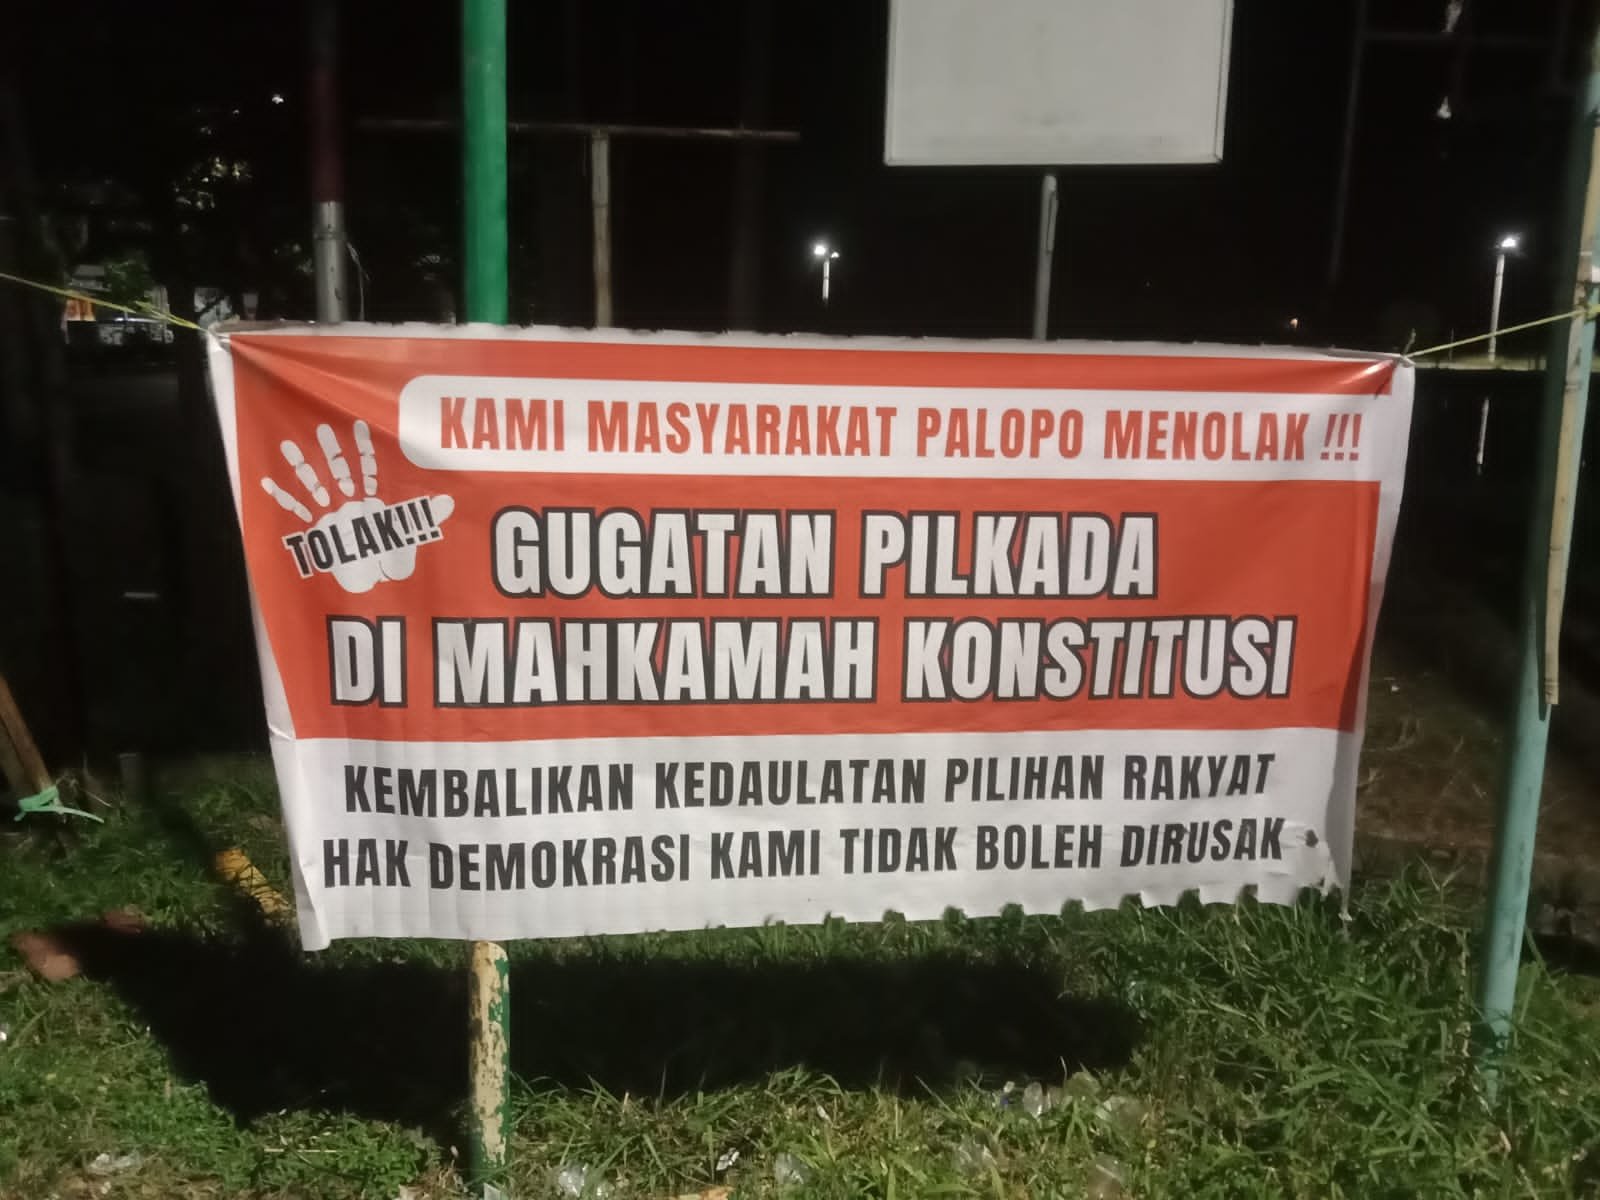 KAMI MASYARAKAT PALOPO MENOLAK !!!
TOLAK!!!
GUGATAN PILKADA
DI MAHKAMAH KONSTITUSI
KEMBALIKAN KEDAULATAN PILIHAN RAKYAT
HAK DEMOKRASI KAMI TIDAK BOLEH DIRUSAK